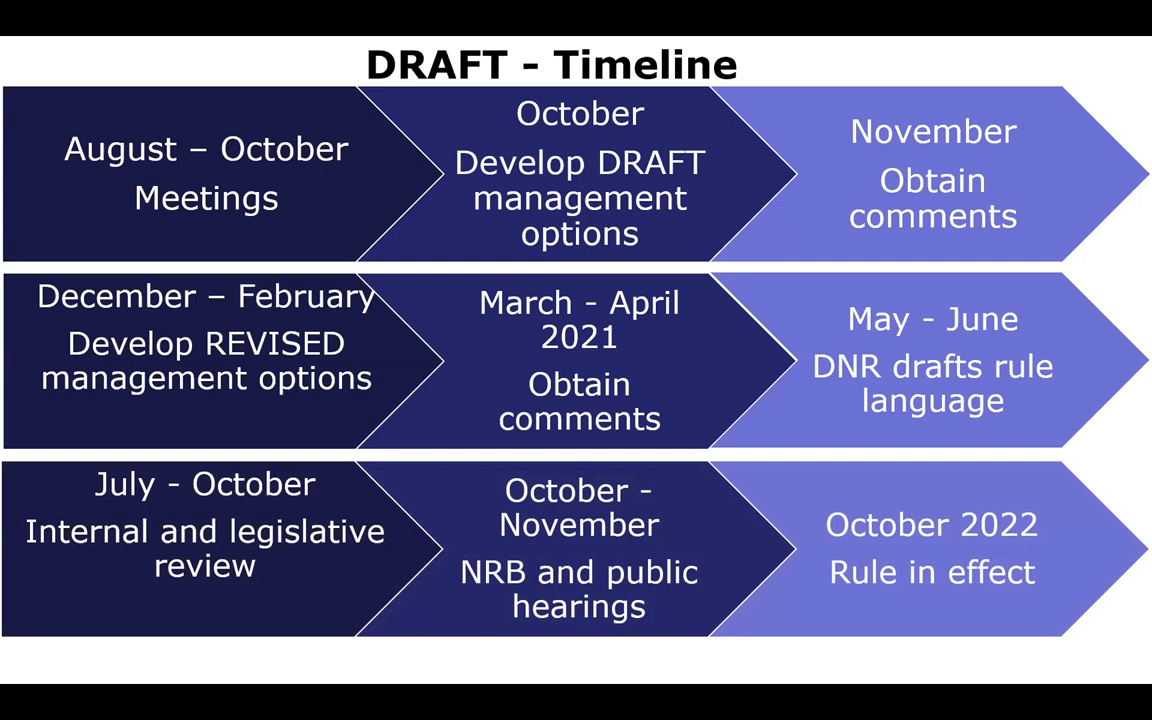 DRAFT - Timeline
August – October
Meetings
October
Develop DRAFT
management
options
November
Obtain
comments
December – February
Develop REVISED
management options
March - April
2021
Obtain
comments
May - June
DNR drafts rule
language
July - October
Internal and legislative
review
October -
November
NRB and public
hearings
October 2022
Rule in effect